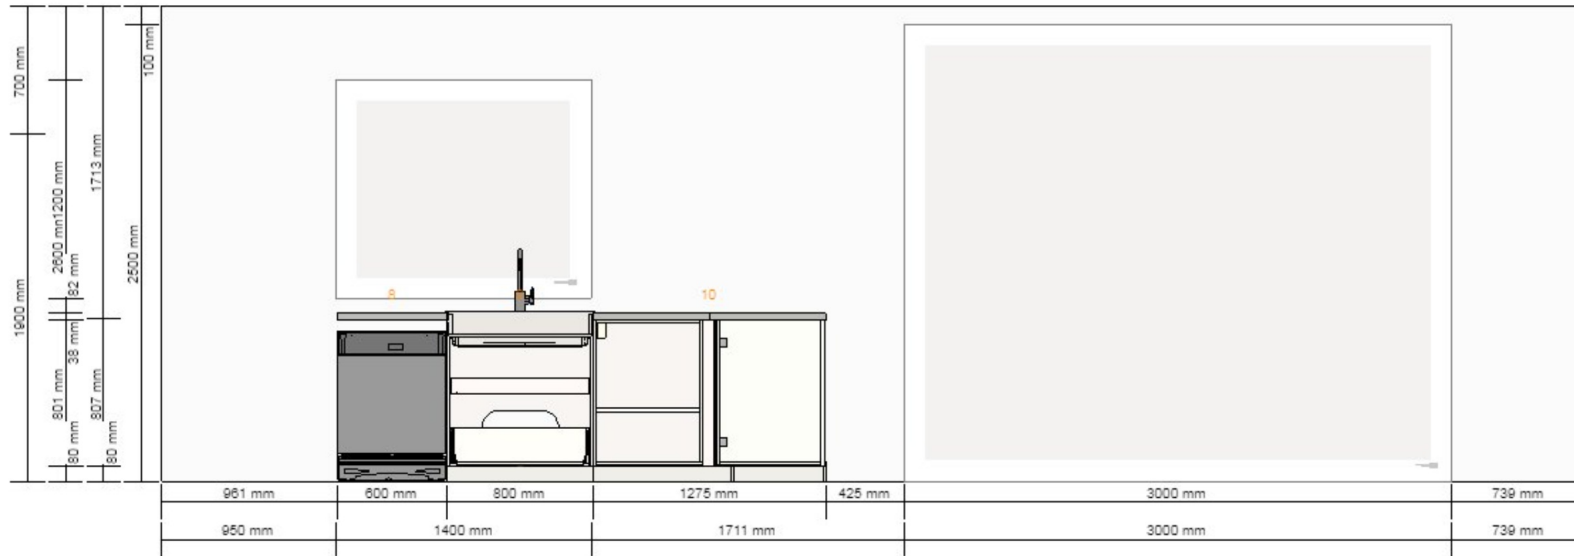 700 mm
1900 mm
2600 mm
1200 mm
82 mm
38 mm
801 mm
80 mm
1713 mm
807 mm
80 mm
100 mm
2500 mm
8
10
961 mm
600 mm
800 mm
1275 mm
425 mm
3000 mm
739 mm
950 mm
1400 mm
1711 mm
3000 mm
739 mm